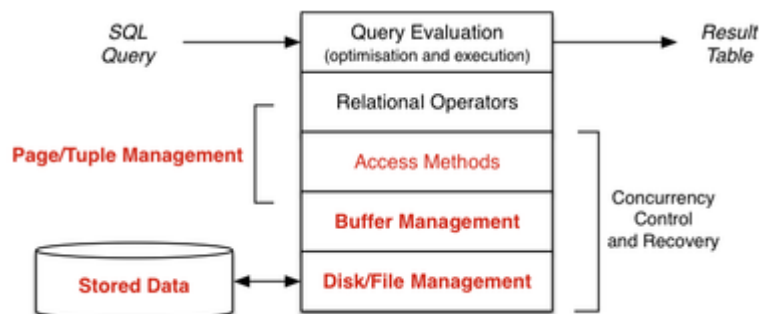 SQL
Query
Query Evaluation
(optimisation and execution)
Result
Table
Relational Operators
Page/Tuple Management
Access Methods
Buffer Management
Concurrency
Control
and Recovery
Stored Data
Disk/File Management